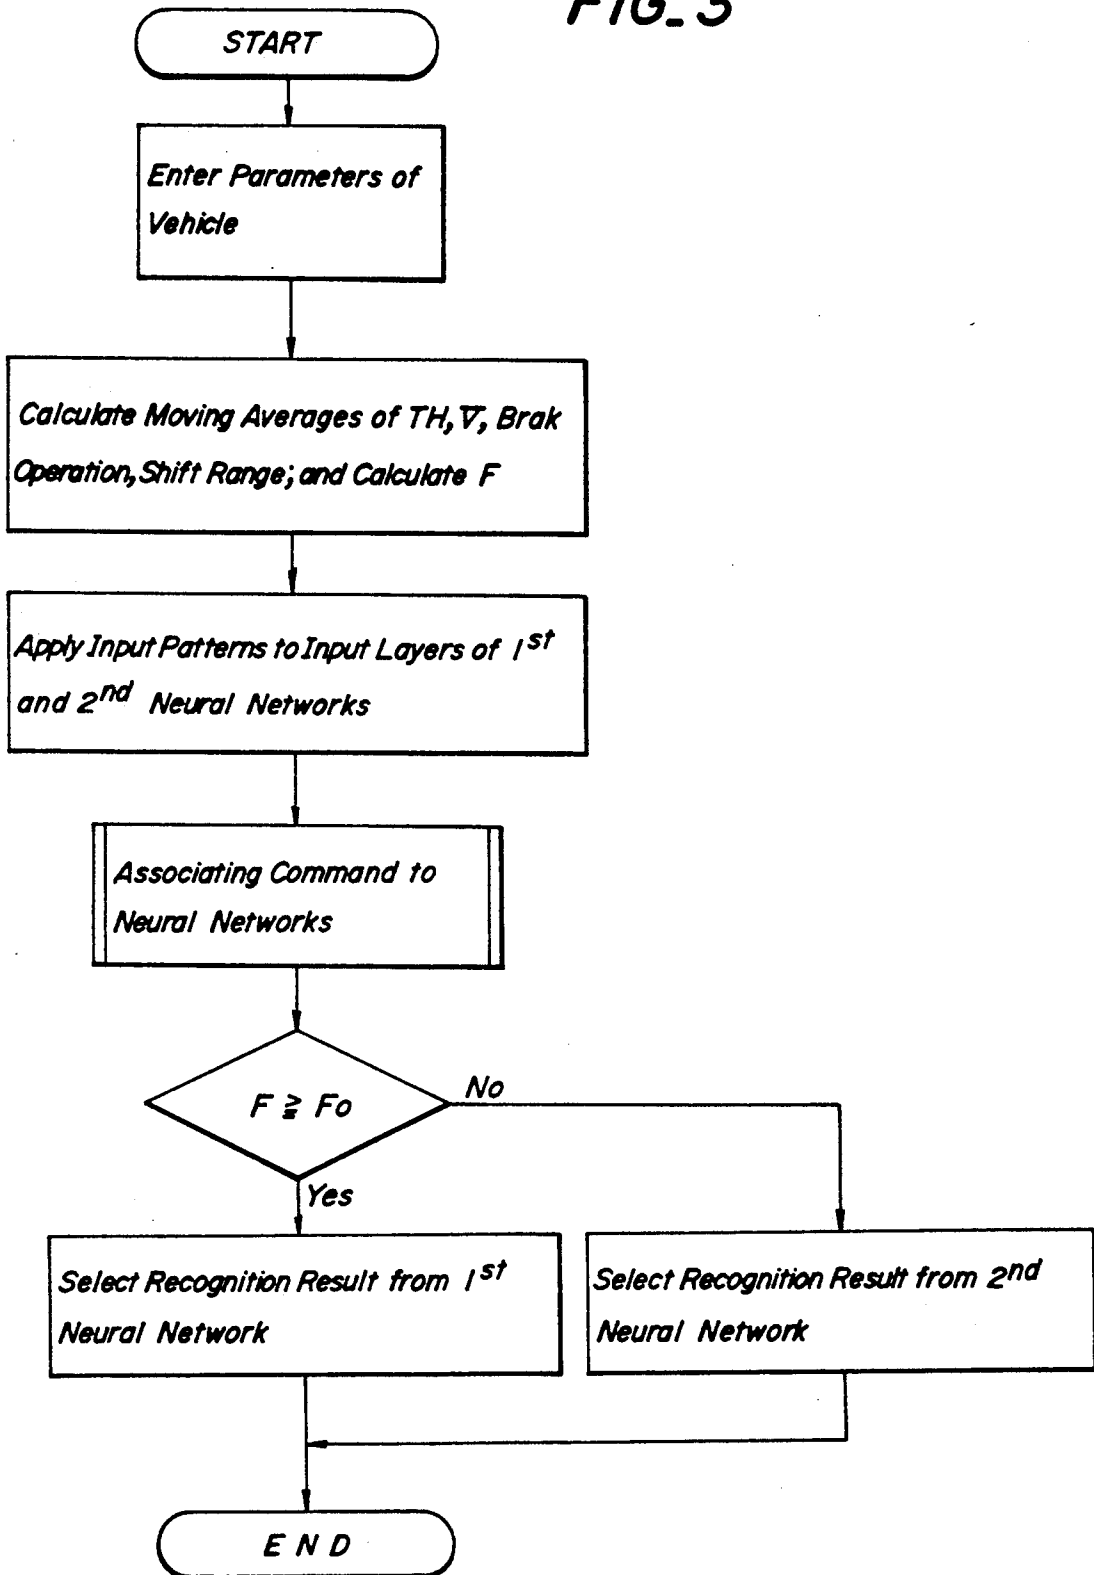 FIG_3
START
Enter Parameters of
Vehicle
Calculate Moving Averages of TH, V, Brak
Operation, Shift Range; and Calculate F
Apply Input Patterns to Input Layers of 1st
and 2nd Neural Networks
Associating Command to
Neural Networks
F ≧ Fo
No
Yes
Select Recognition Result from 1st
Neural Network
Select Recognition Result from 2nd
Neural Network
END